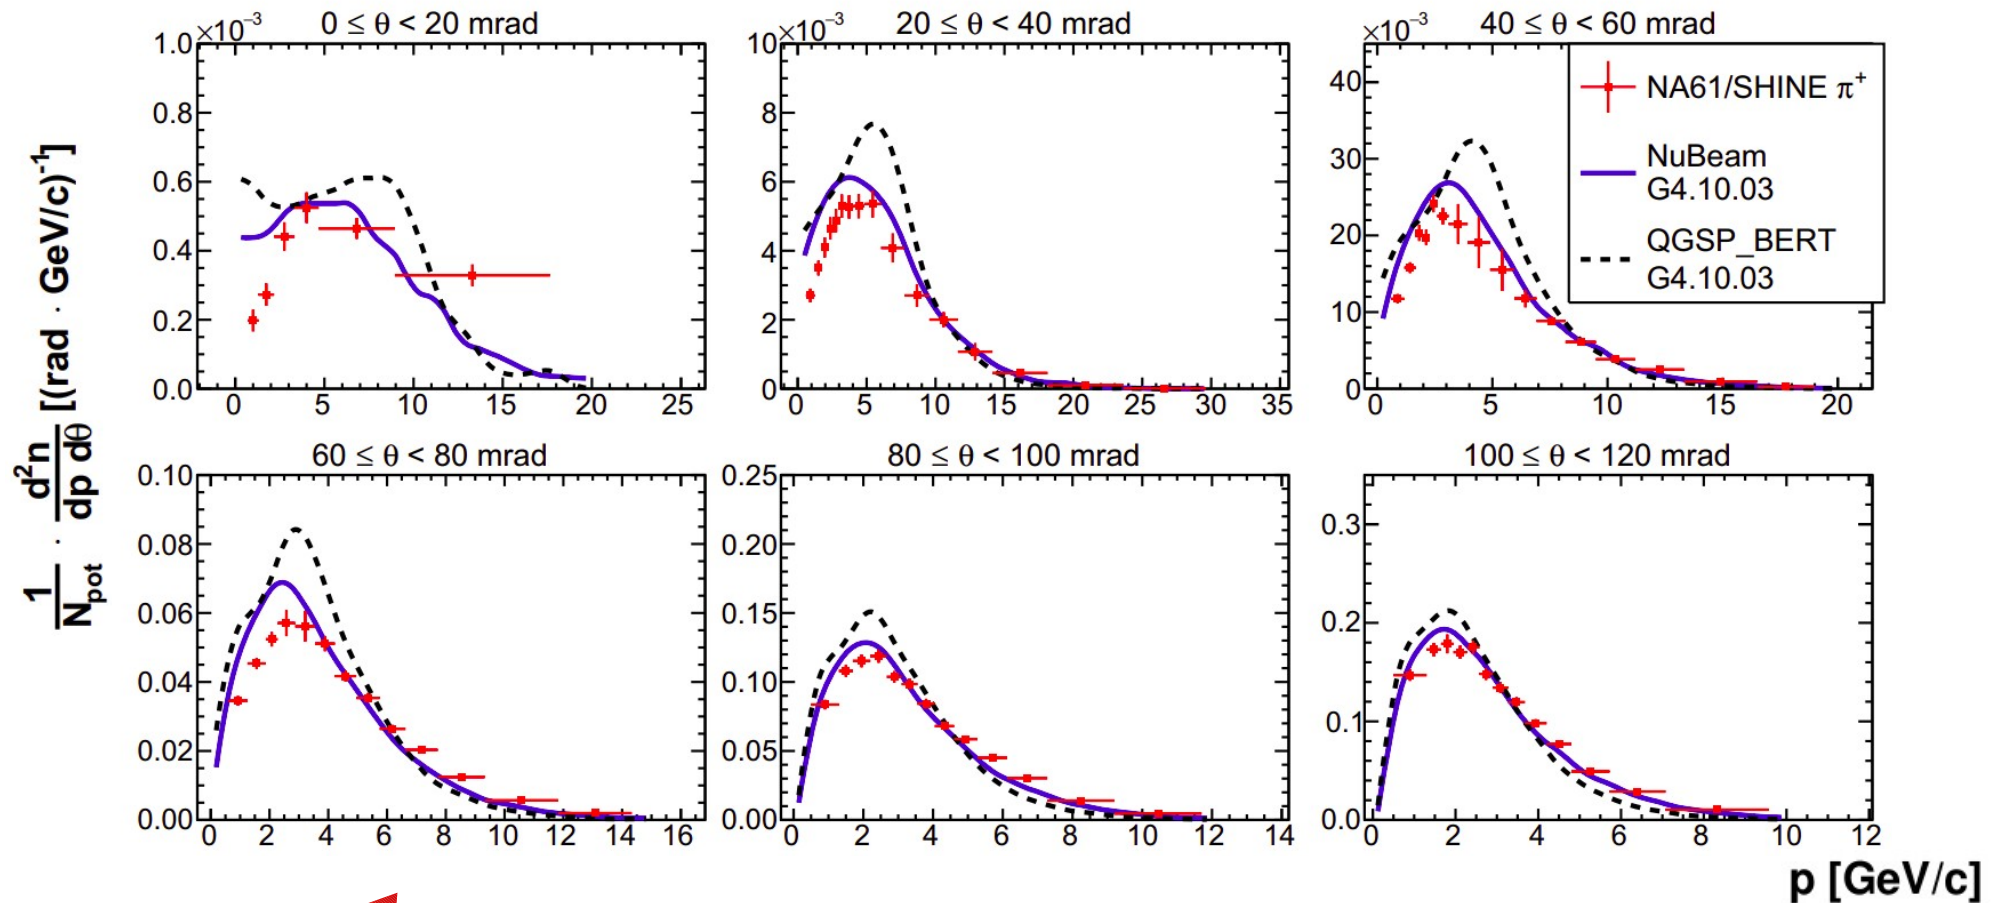 ×10⁻³ 0 ≤ θ < 20 mrad
1.0
0.8
0.6
0.4
0.2
0.0
0 5 10 15 20 25
×10⁻³ 20 ≤ θ < 40 mrad
10
8
6
4
2
0
0 5 10 15 20 25 30 35
×10⁻³ 40 ≤ θ < 60 mrad
40
30
20
10
0
0 5 10 15 20
NA61/SHINE π⁺
NuBeam
G4.10.03
QGSP_BERT
G4.10.03
1/N_pot · d²n/dp dθ [(rad · GeV/c)⁻¹]
60 ≤ θ < 80 mrad
0.10
0.08
0.06
0.04
0.02
0.00
0 2 4 6 8 10 12 14 16
80 ≤ θ < 100 mrad
0.25
0.20
0.15
0.10
0.05
0.00
0 2 4 6 8 10 12 14
100 ≤ θ < 120 mrad
0.3
0.2
0.1
0.0
0 2 4 6 8 10 12
p [GeV/c]